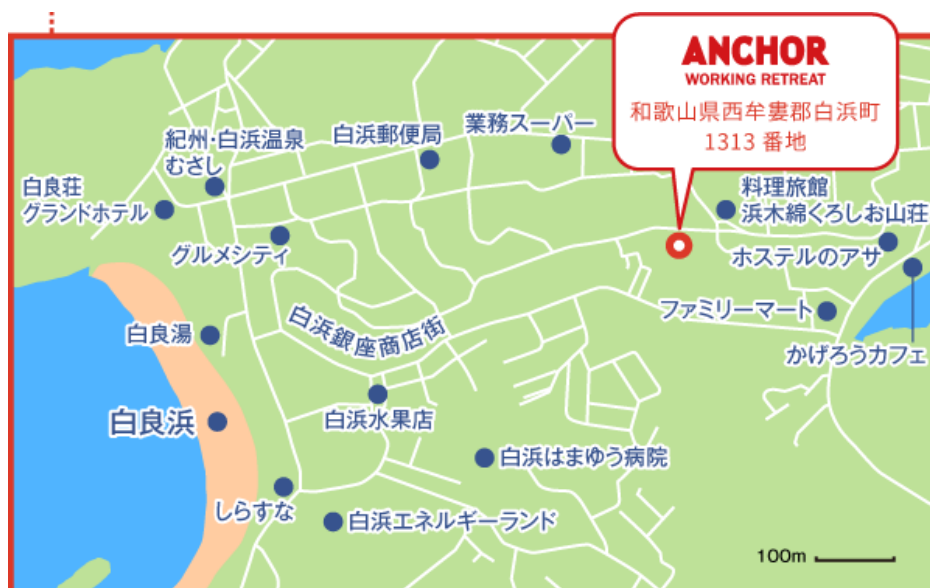 ANCHOR
WORKING RETREAT
和歌山県西牟婁郡白浜町
1313 番地
業務スーパー
白浜郵便局
紀州・白浜温泉
むさし
白良荘
グランドホテル
料理旅館
浜木綿くろしお山荘
グルメシティ
ホステルのアサ
ファミリーマート
白浜銀座商店街
白良湯
かげろうカフェ
白良浜
白浜水果店
白浜はまゆう病院
しらすな
白浜エネルギーランド
100m